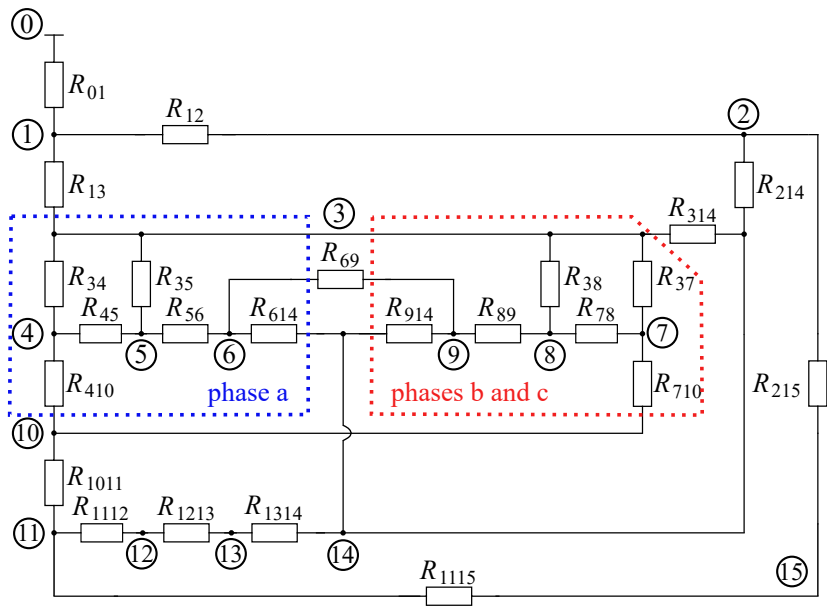 0
R01
1
R12
2
R13
R214
3
R314
R34
R35
R69
R38
R37
4
R45
R56
R614
R914
R89
R78
7
5
6
9
8
R410
phase a
phases b and c
R710
R215
10
R1011
11
R1112
R1213
R1314
12
13
14
R1115
15